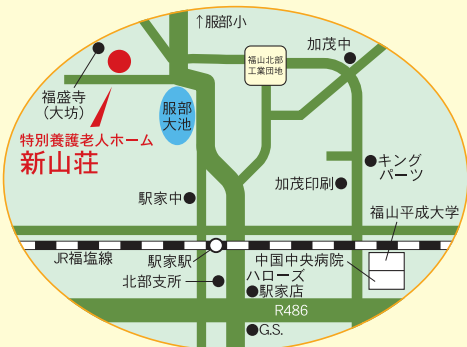 ↑服部小
福山北部
工業団地
加茂中
福盛寺
(大坊)
服部
大池
特別養護老人ホーム
新山荘
キング
パーツ
加茂印刷
駅家中
福山平成大学
JR福塩線
駅家駅
中国中央病院
北部支所
ハローズ
駅家店
R486
G.S.